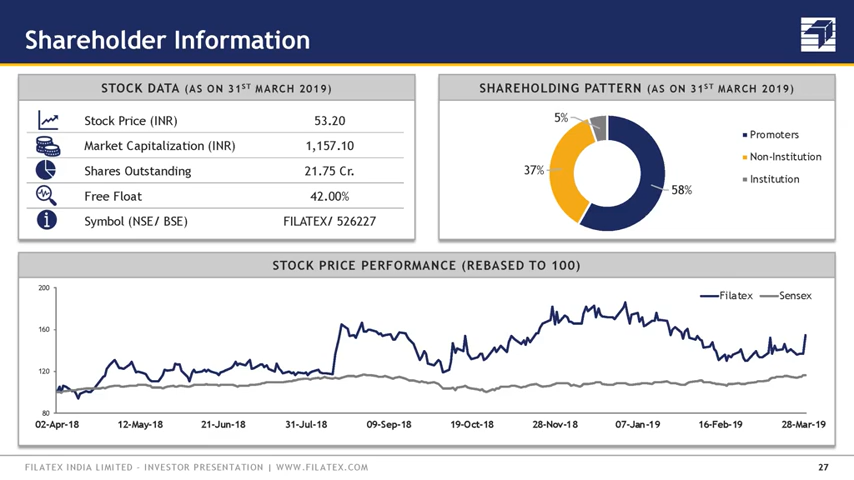 Shareholder Information
STOCK DATA (AS ON 31ST MARCH 2019)
Stock Price (INR) 53.20
Market Capitalization (INR) 1,157.10
Shares Outstanding 21.75 Cr.
Free Float 42.00%
Symbol (NSE/ BSE) FILATEX/ 526227
SHAREHOLDING PATTERN (AS ON 31ST MARCH 2019)
5%
37%
58%
Promoters
Non-Institution
Institution
STOCK PRICE PERFORMANCE (REBASED TO 100)
200
160
120
80
Filatex Sensex
02-Apr-18 12-May-18 21-Jun-18 31-Jul-18 09-Sep-18 19-Oct-18 28-Nov-18 07-Jan-19 16-Feb-19 28-Mar-19
FILATEX INDIA LIMITED - INVESTOR PRESENTATION | WWW.FILATEX.COM 27